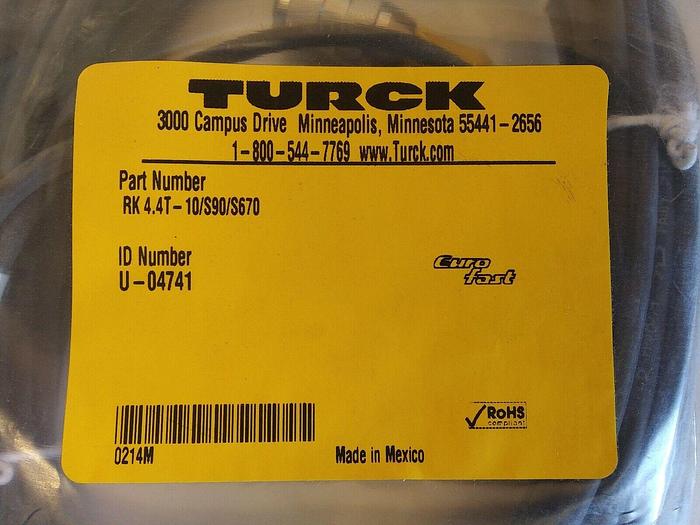 TURCK
3000 Campus Drive Minneapolis, Minnesota 55441-2656
1-800-544-7769 www.Turck.com
Part Number
RK 4.4T-10/S90/S670
ID Number
U-04741
Euro
fast
RoHS
compliant
0214M
Made in Mexico